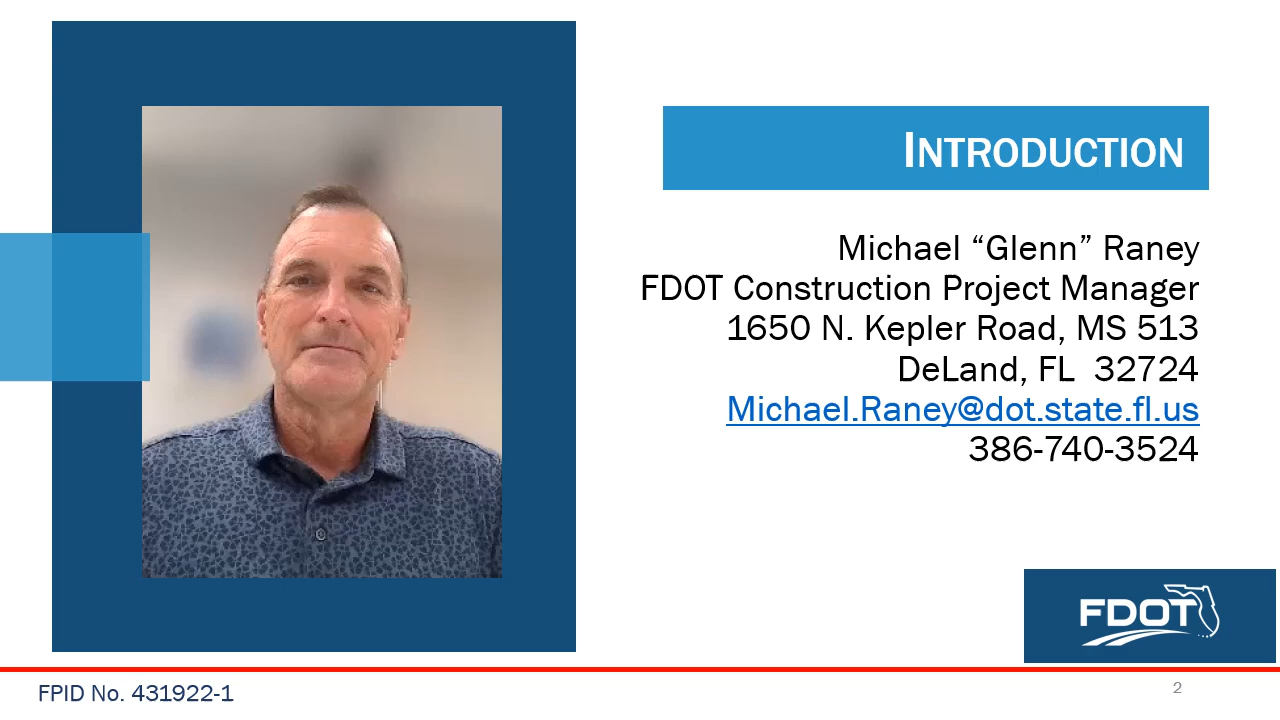 INTRODUCTION
Michael “Glenn” Raney
FDOT Construction Project Manager
1650 N. Kepler Road, MS 513
DeLand, FL  32724
Michael.Raney@dot.state.fl.us
386-740-3524
FDOT
FPID No. 431922-1
2